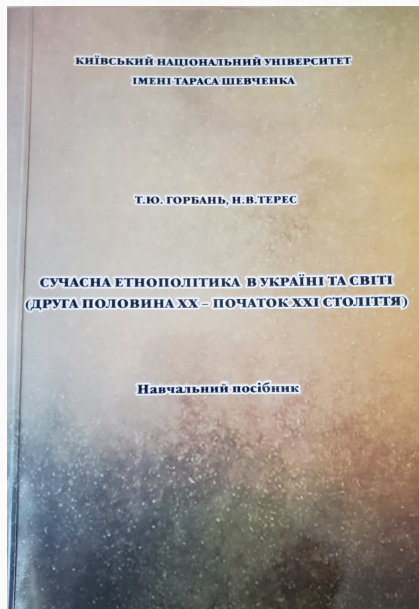 КИЇВСЬКИЙ НАЦІОНАЛЬНИЙ УНІВЕРСИТЕТ
ІМЕНІ ТАРАСА ШЕВЧЕНКА
Т.Ю. ГОРБАНЬ, Н.В.ТЕРЕС
СУЧАСНА ЕТНОПОЛІТИКА В УКРАЇНІ ТА СВІТІ
(ДРУГА ПОЛОВИНА ХХ – ПОЧАТОК ХХІ СТОЛІТТЯ)
Навчальний посібник